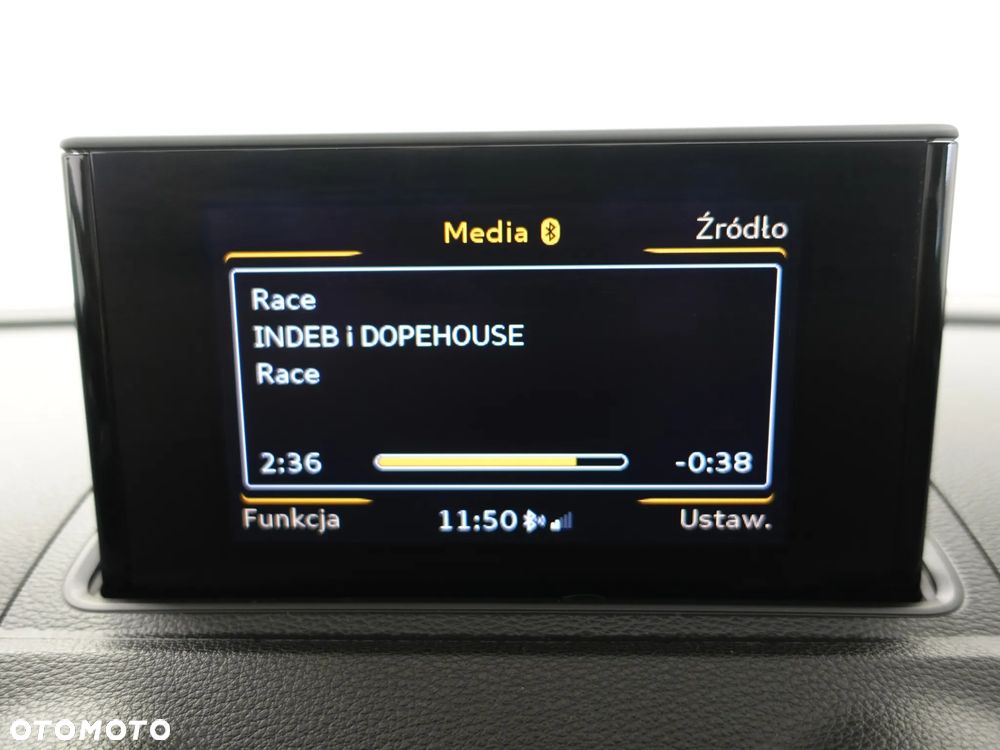 Media
Źródło
Race
INDEB i DOPEHOUSE
Race
2:36 -0:38
Funkcja 11:50 Ustaw.
OTOMOTO